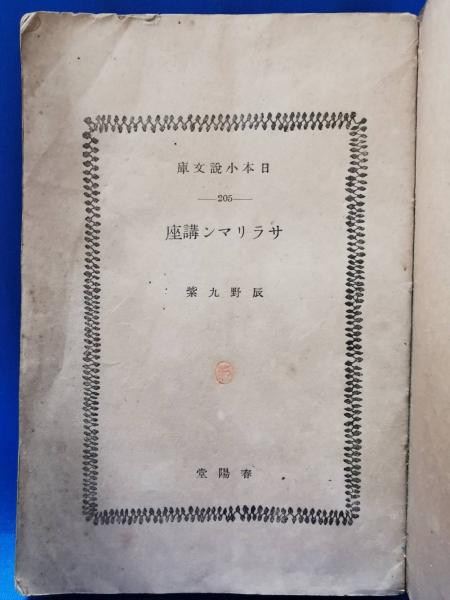 庫文說小本日
—205—
座講ンマリラサ
紫九野辰
堂陽春